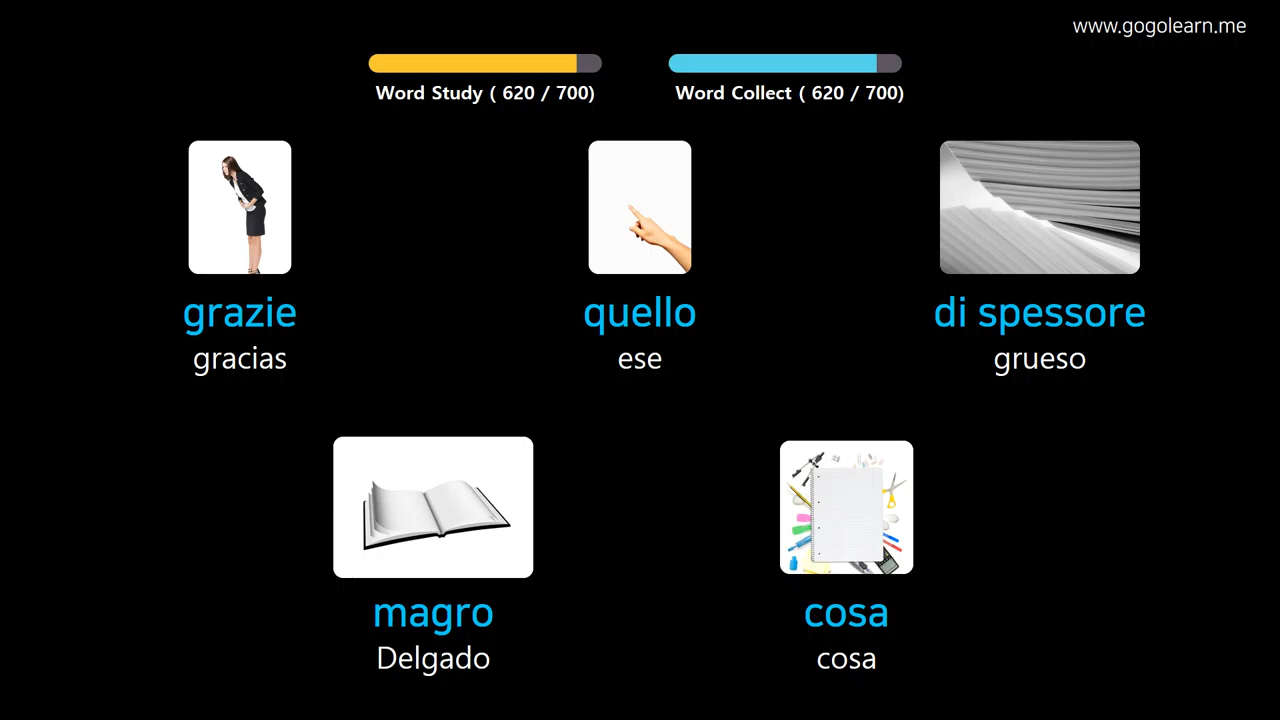 www.gogolearn.me
Word Study ( 620 / 700)
Word Collect ( 620 / 700)
grazie
gracias
quello
ese
di spessore
grueso
magro
Delgado
cosa
cosa